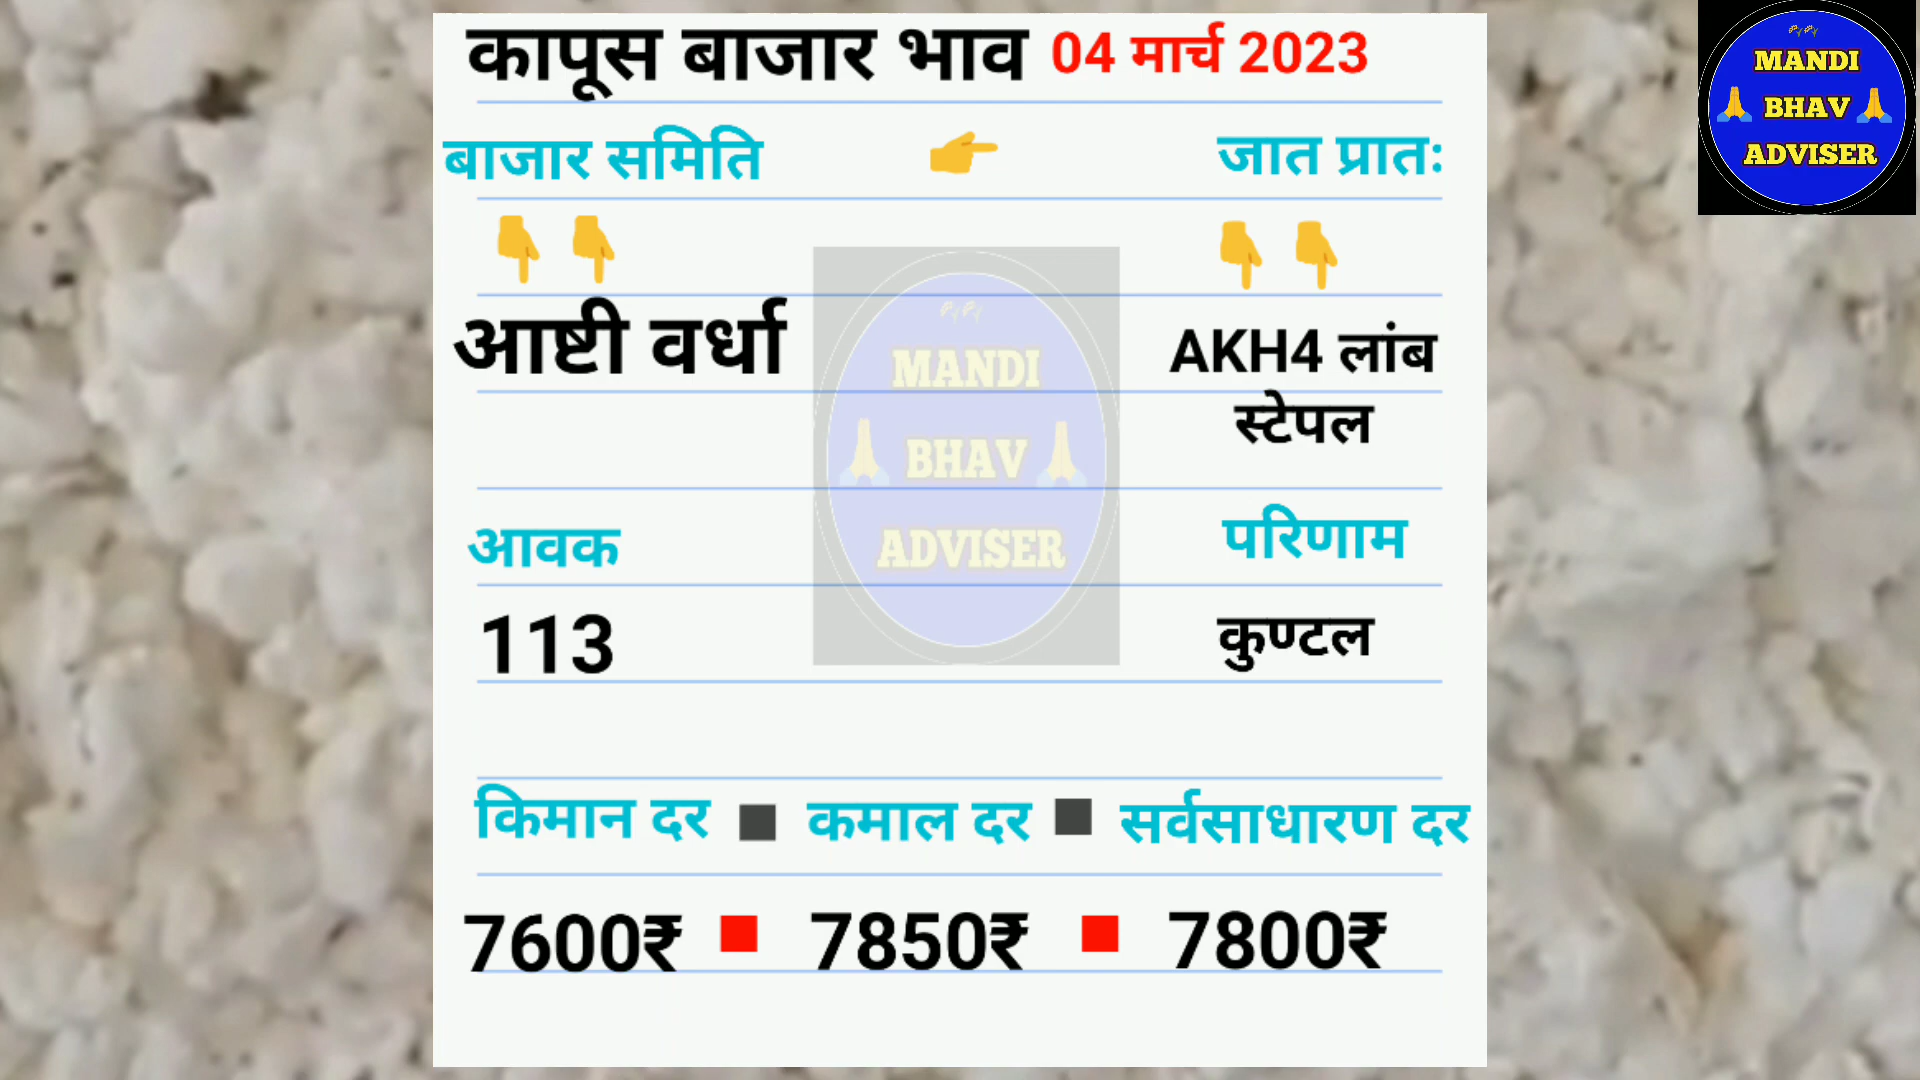 कापूस बाजार भाव 04 मार्च 2023
MANDI
BHAV
ADVISER
बाजार समिति 👉 जात प्रातः
👇 👇 👇 👇
आष्टी वर्धा AKH4 लांब
स्टेपल
MANDI
BHAV
ADVISER
आवक परिणाम
113 कुण्टल
किमान दर ◼ कमाल दर ◼ सर्वसाधारण दर
7600₹ 🟥 7850₹ 🟥 7800₹